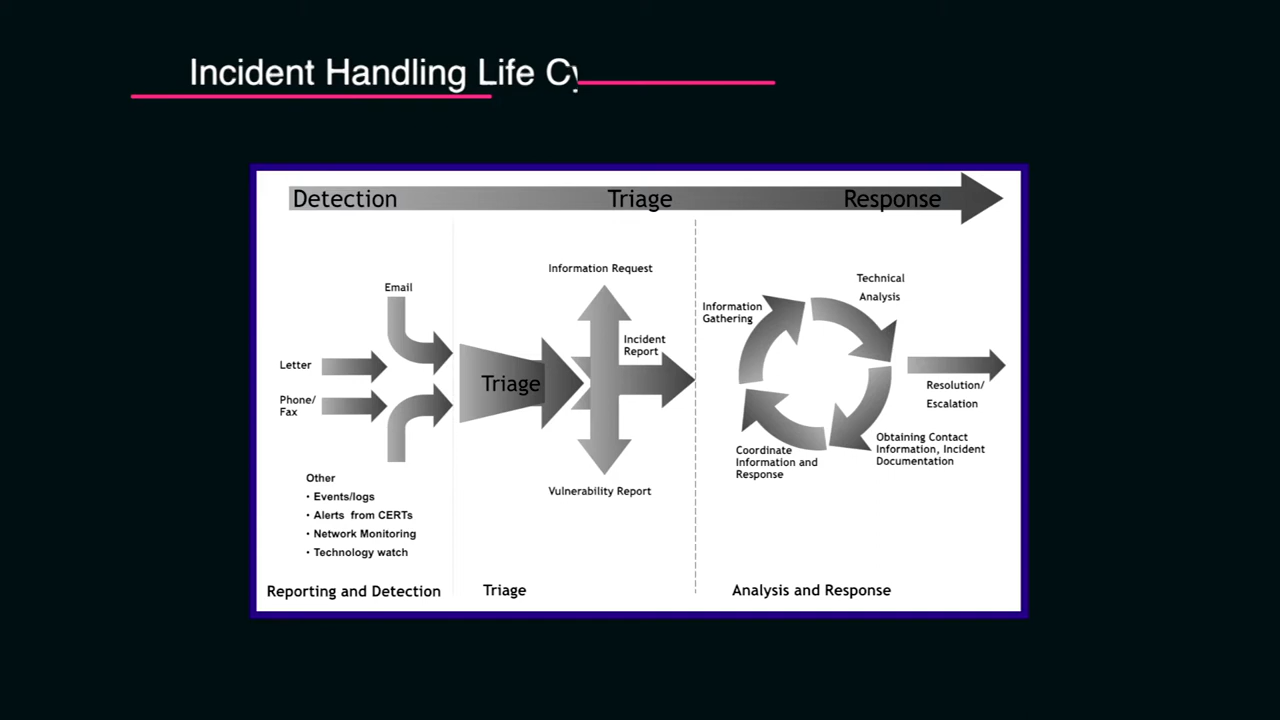 Incident Handling Life Cy
Detection
Triage
Response
Email
Letter
Phone/
Fax
Other
• Events/logs
• Alerts from CERTs
• Network Monitoring
• Technology watch
Reporting and Detection
Triage
Information Request
Incident
Report
Vulnerability Report
Triage
Information
Gathering
Technical
Analysis
Resolution/
Escalation
Obtaining Contact
Information, Incident
Documentation
Coordinate
Information and
Response
Analysis and Response